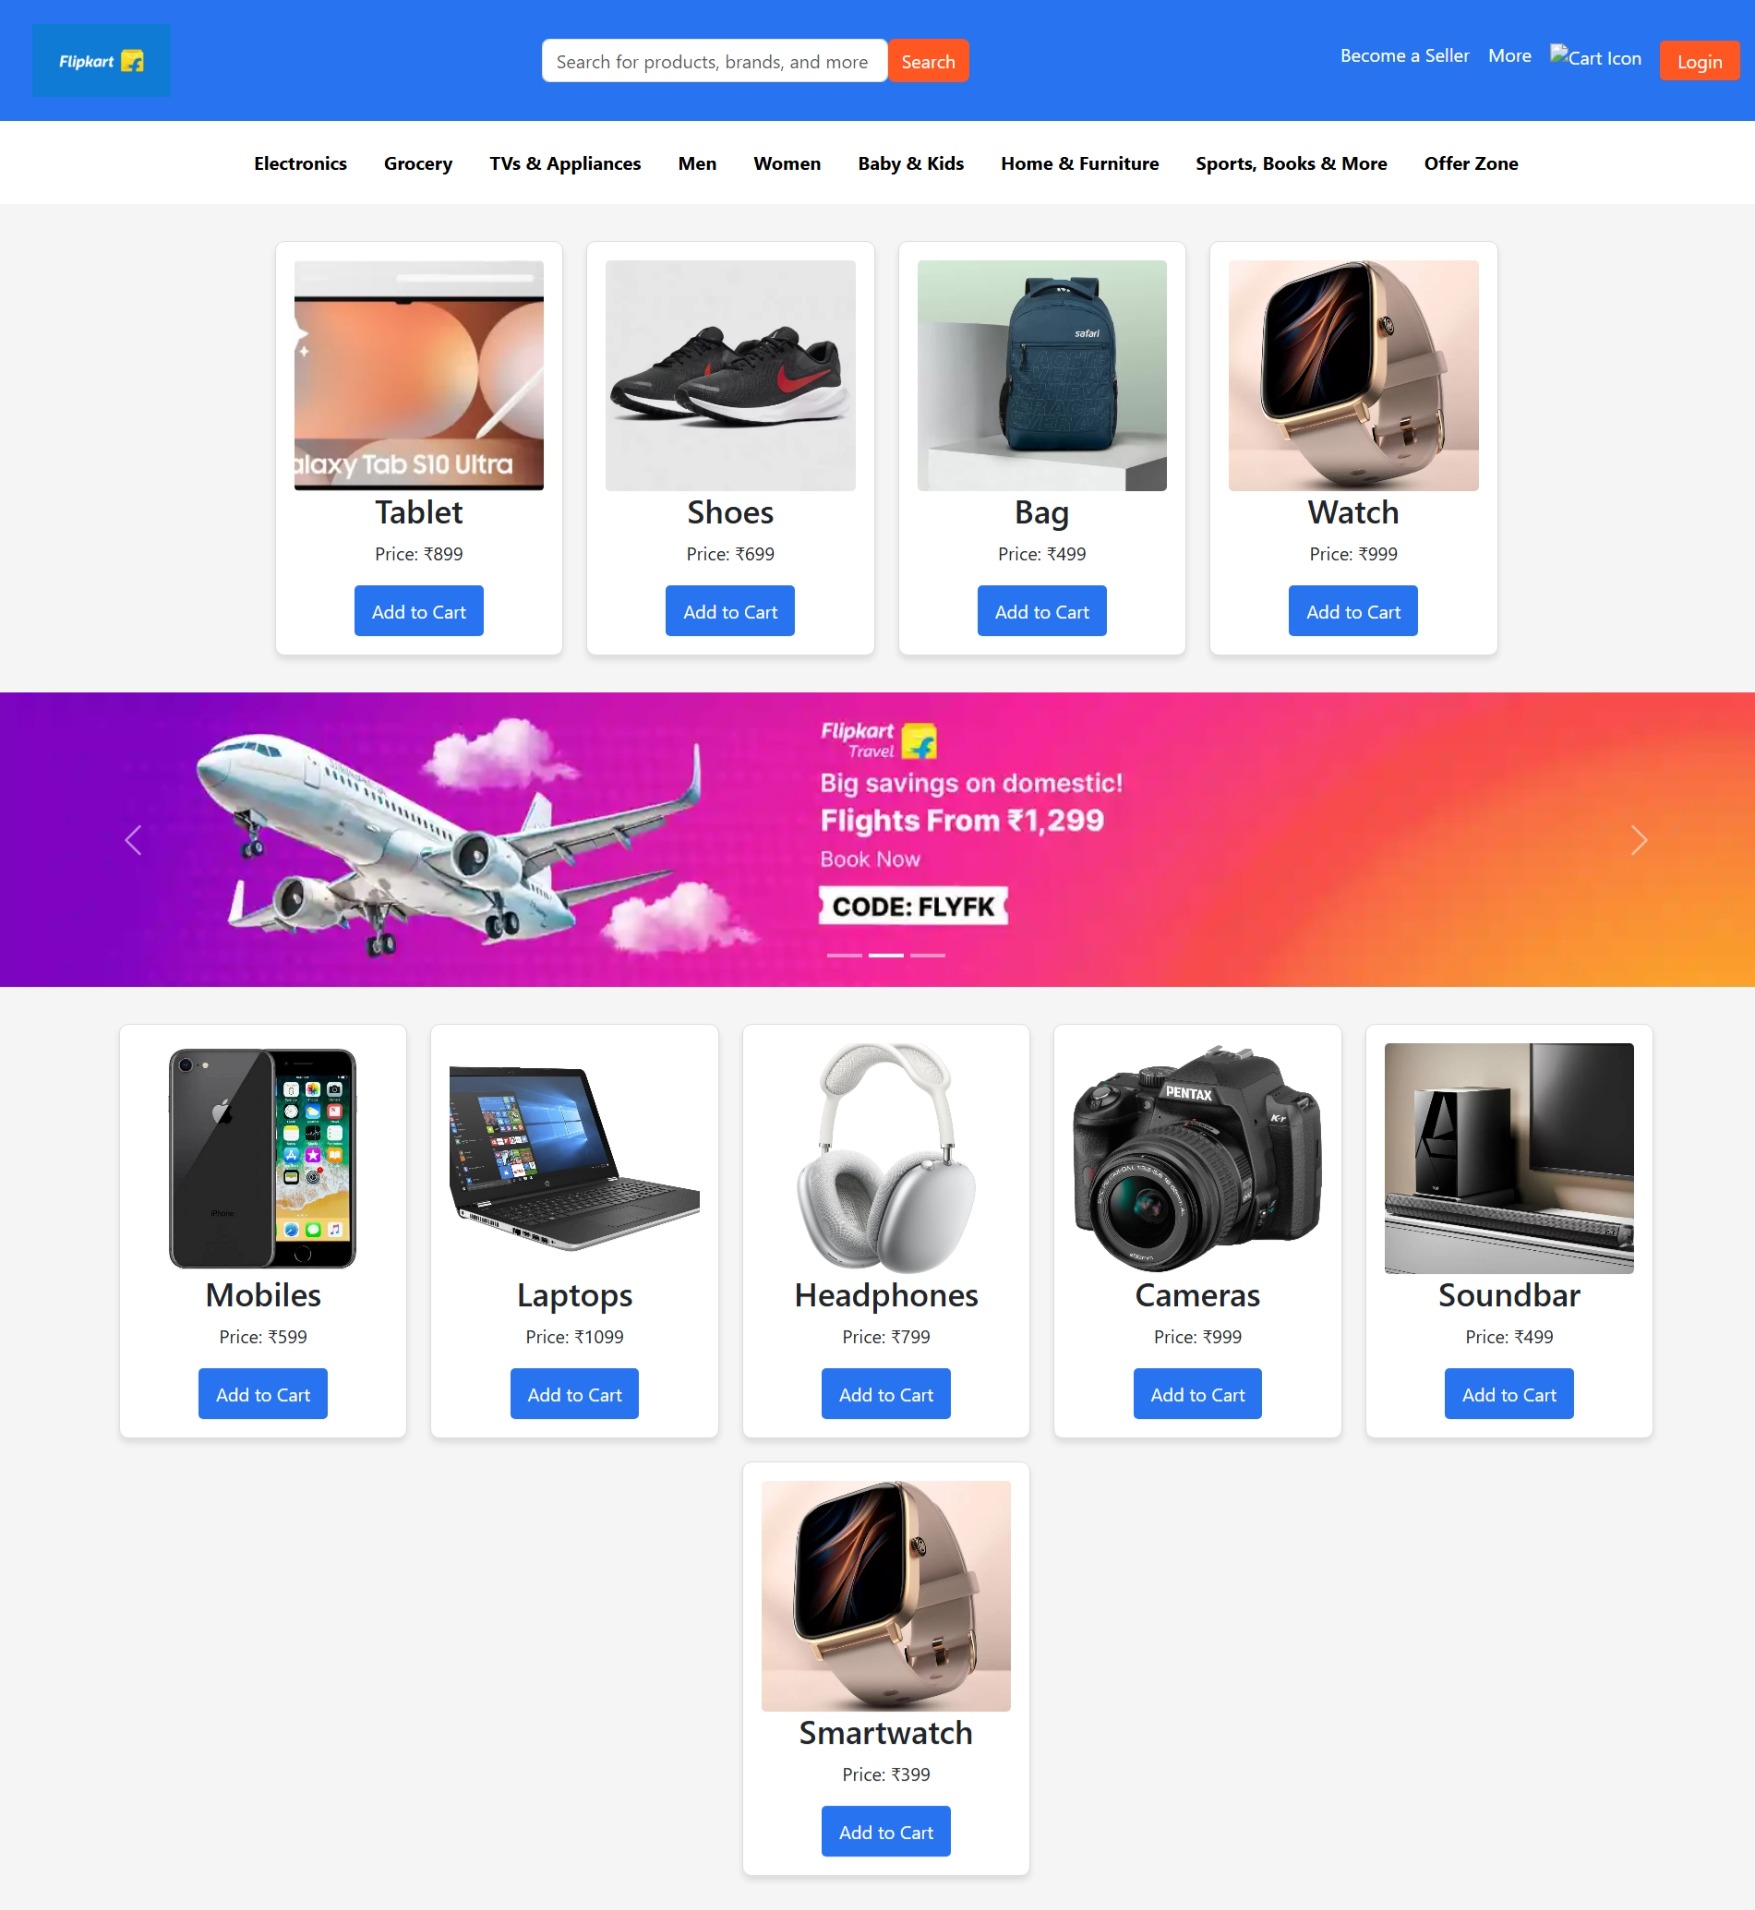 Flipkart
Search for products, brands, and more
Search
Become a Seller
More
Cart Icon
Login
Electronics
Grocery
TVs & Appliances
Men
Women
Baby & Kids
Home & Furniture
Sports, Books & More
Offer Zone
alaxy Tab S10 Ultra
safari
Tablet
Shoes
Bag
Watch
Price: ₹899
Price: ₹699
Price: ₹499
Price: ₹999
Add to Cart
Add to Cart
Add to Cart
Add to Cart
Flipkart
Travel
Big savings on domestic!
Flights From ₹1,299
Book Now
CODE: FLYFK
iPhone
PENTAX
K-r
Mobiles
Laptops
Headphones
Cameras
Soundbar
Price: ₹599
Price: ₹1099
Price: ₹799
Price: ₹999
Price: ₹499
Add to Cart
Add to Cart
Add to Cart
Add to Cart
Add to Cart
Smartwatch
Price: ₹399
Add to Cart